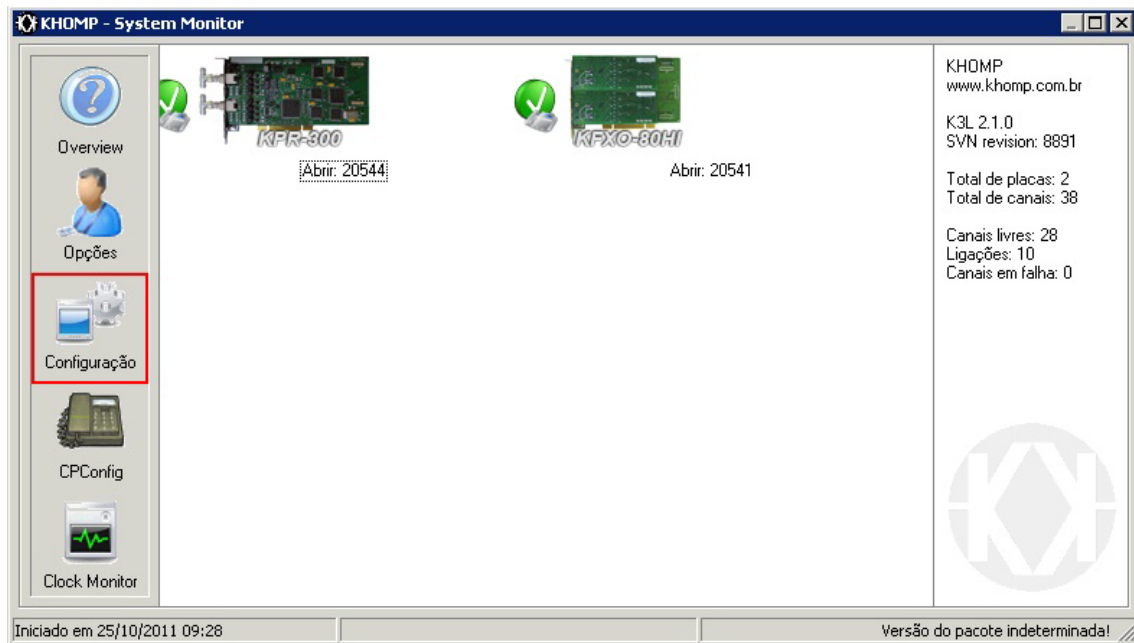 KHOMP - System Monitor
Overview
Opções
Configuração
CPConfig
Clock Monitor
KPR-300
Abrir: 20544
KFXO-80HI
Abrir: 20541
KHOMP
www.khomp.com.br
K3L 2.1.0
SVN revision: 8891
Total de placas: 2
Total de canais: 38
Canais livres: 28
Ligações: 10
Canais em falha: 0
Iniciado em 25/10/2011 09:28
Versão do pacote indeterminada!